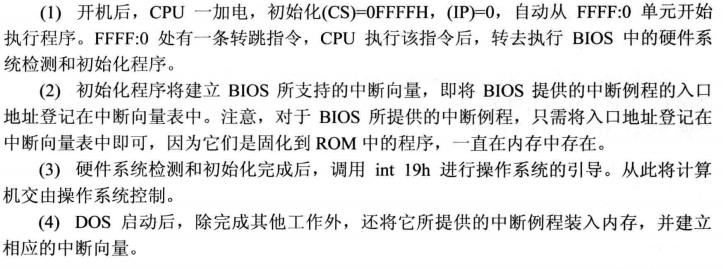 (1) 开机后，CPU 一加电，初始化(CS)=0FFFFH，(IP)=0，自动从 FFFF:0 单元开始
执行程序。FFFF:0 处有一条转跳指令，CPU 执行该指令后，转去执行 BIOS 中的硬件系
统检测和初始化程序。
(2) 初始化程序将建立 BIOS 所支持的中断向量，即将 BIOS 提供的中断例程的入口
地址登记在中断向量表中。注意，对于 BIOS 所提供的中断例程，只需将入口地址登记在
中断向量表中即可，因为它们是固化到 ROM 中的程序，一直在内存中存在。
(3) 硬件系统检测和初始化完成后，调用 int 19h 进行操作系统的引导。从此将计算
机交由操作系统控制。
(4) DOS 启动后，除完成其他工作外，还将它所提供的中断例程装入内存，并建立
相应的中断向量。